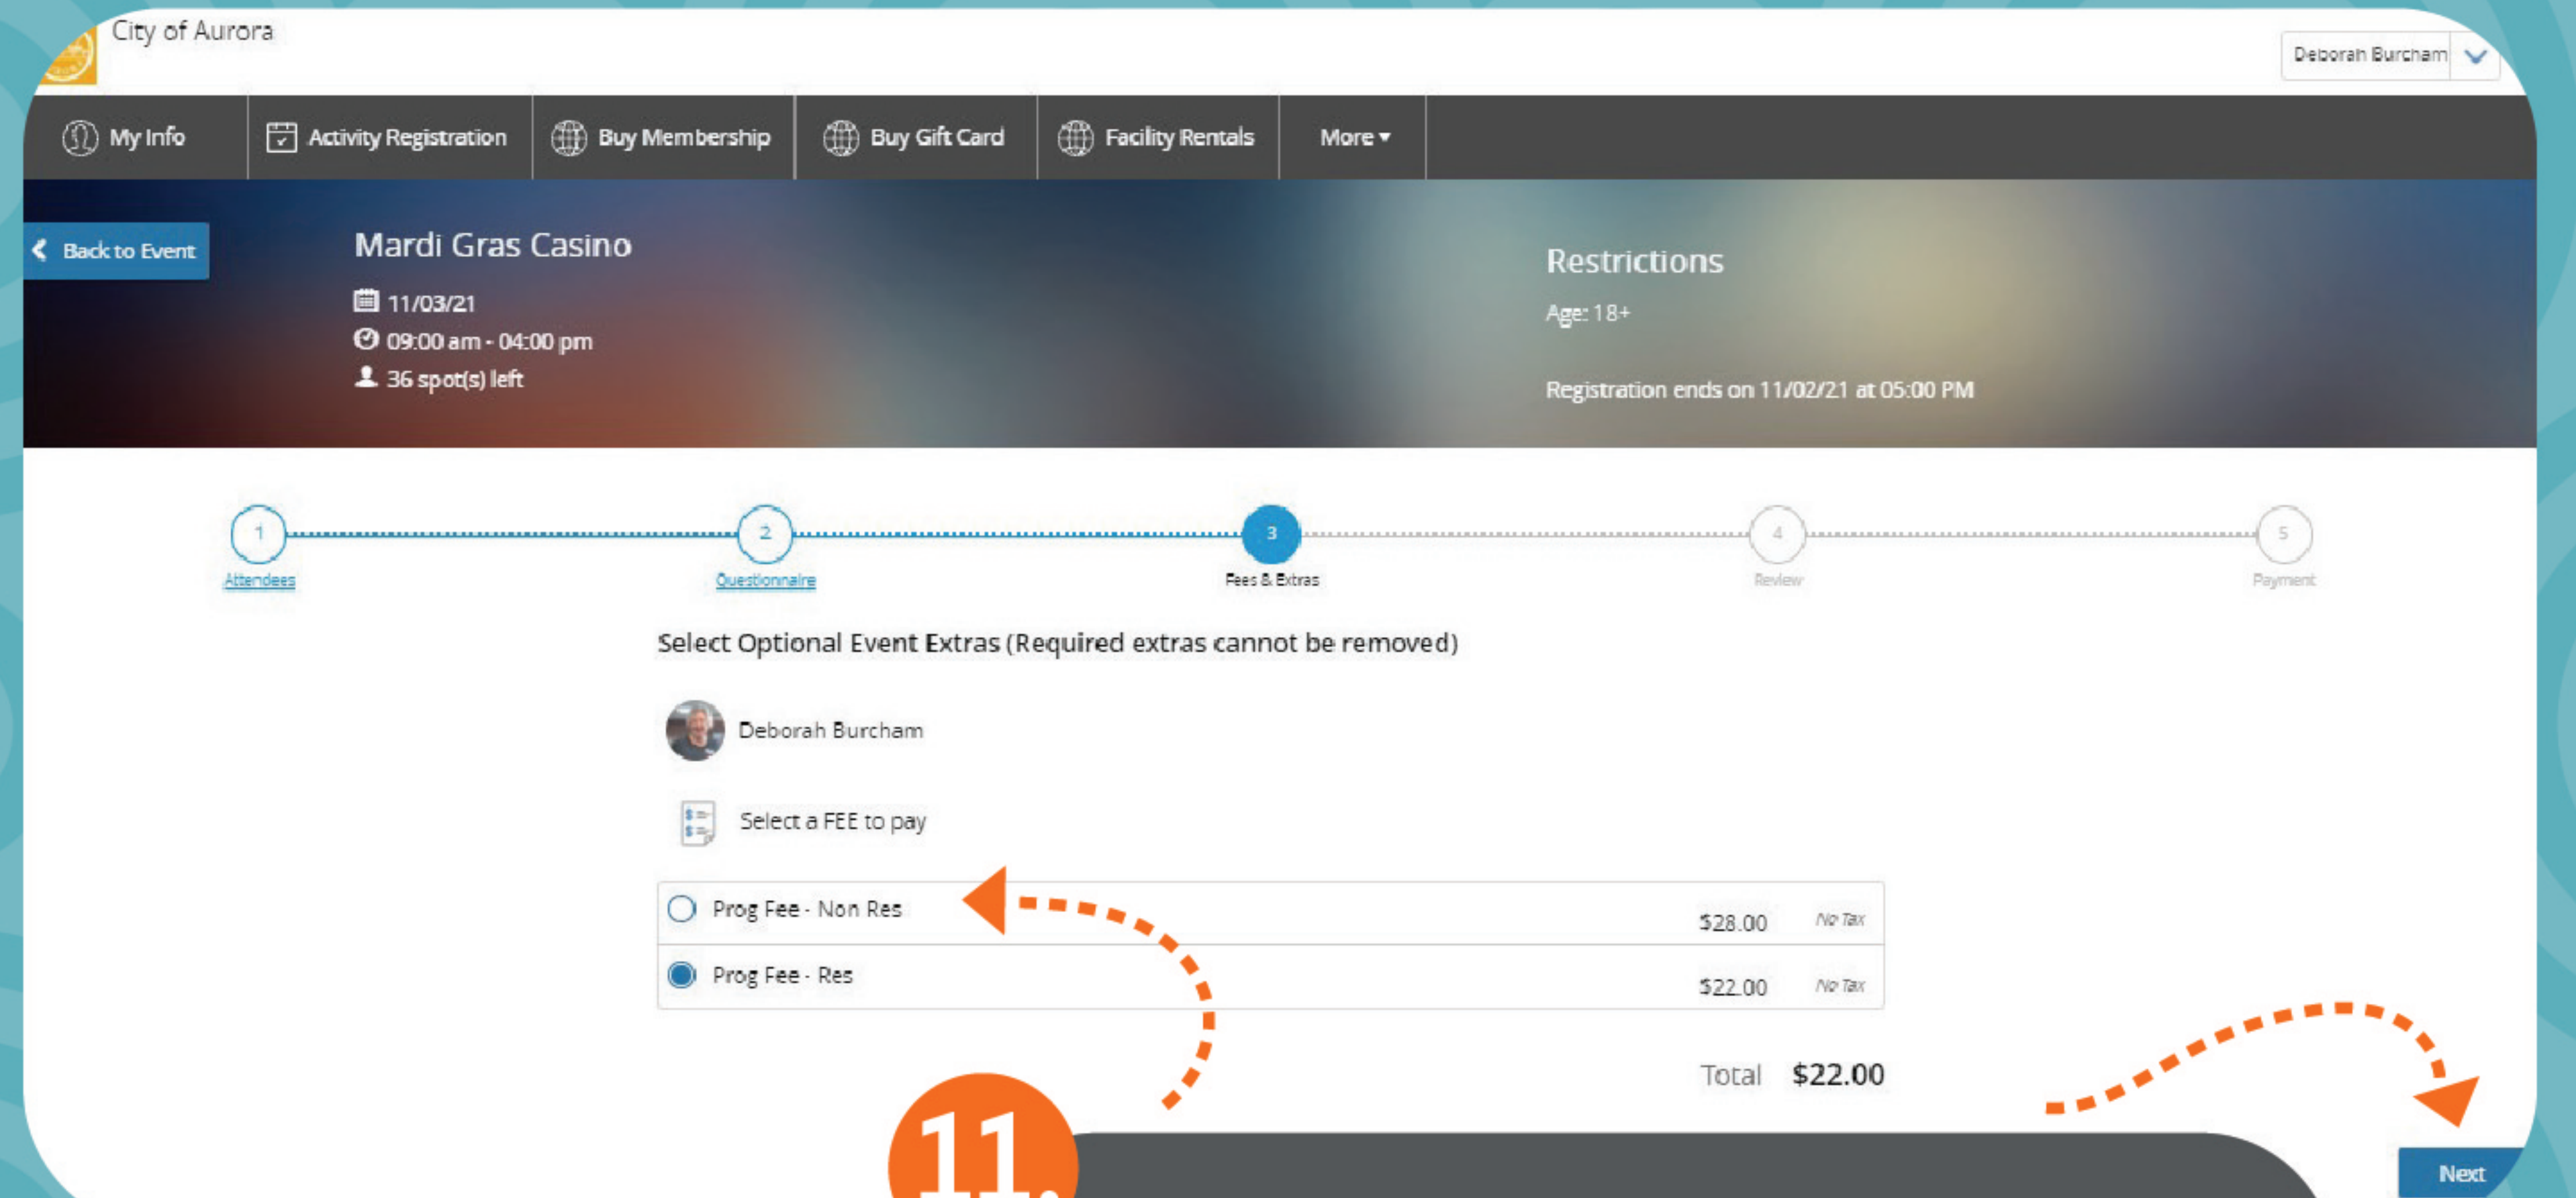 City of Aurora
Deborah Burcham
My Info
Activity Registration
Buy Membership
Buy Gift Card
Facility Rentals
More
Back to Event
Mardi Gras Casino
11/03/21
09:00 am - 04:00 pm
36 spot(s) left
Restrictions
Age: 18+
Registration ends on 11/02/21 at 05:00 PM
1
2
3
4
5
Attendees
Questionnaire
Fees & Extras
Review
Payment
Select Optional Event Extras (Required extras cannot be removed)
Deborah Burcham
Select a FEE to pay
Prog Fee - Non Res $28.00 No Tax
Prog Fee - Res $22.00 No Tax
Total $22.00
11.
Next